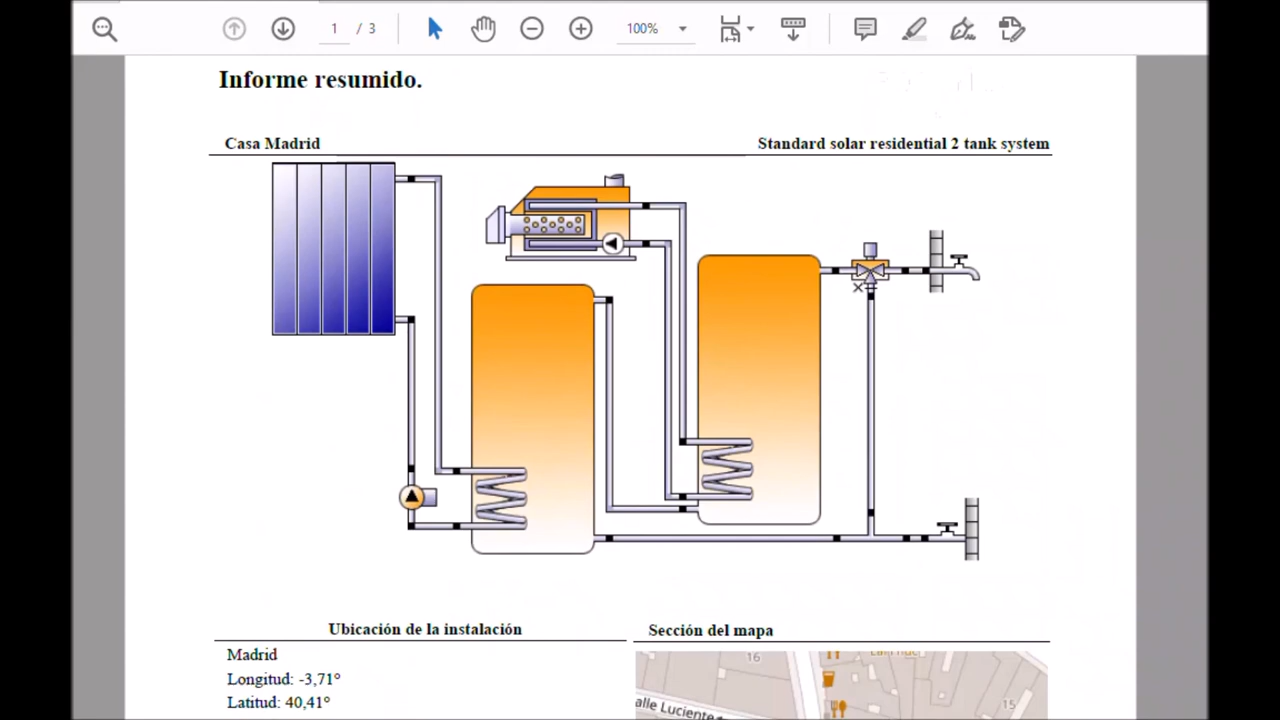 1 / 3
100%
Informe resumido.
Casa Madrid
Standard solar residential 2 tank system
Ubicación de la instalación
Sección del mapa
Madrid
Longitud: -3,71°
Latitud: 40,41°
16
15
alle Luciente